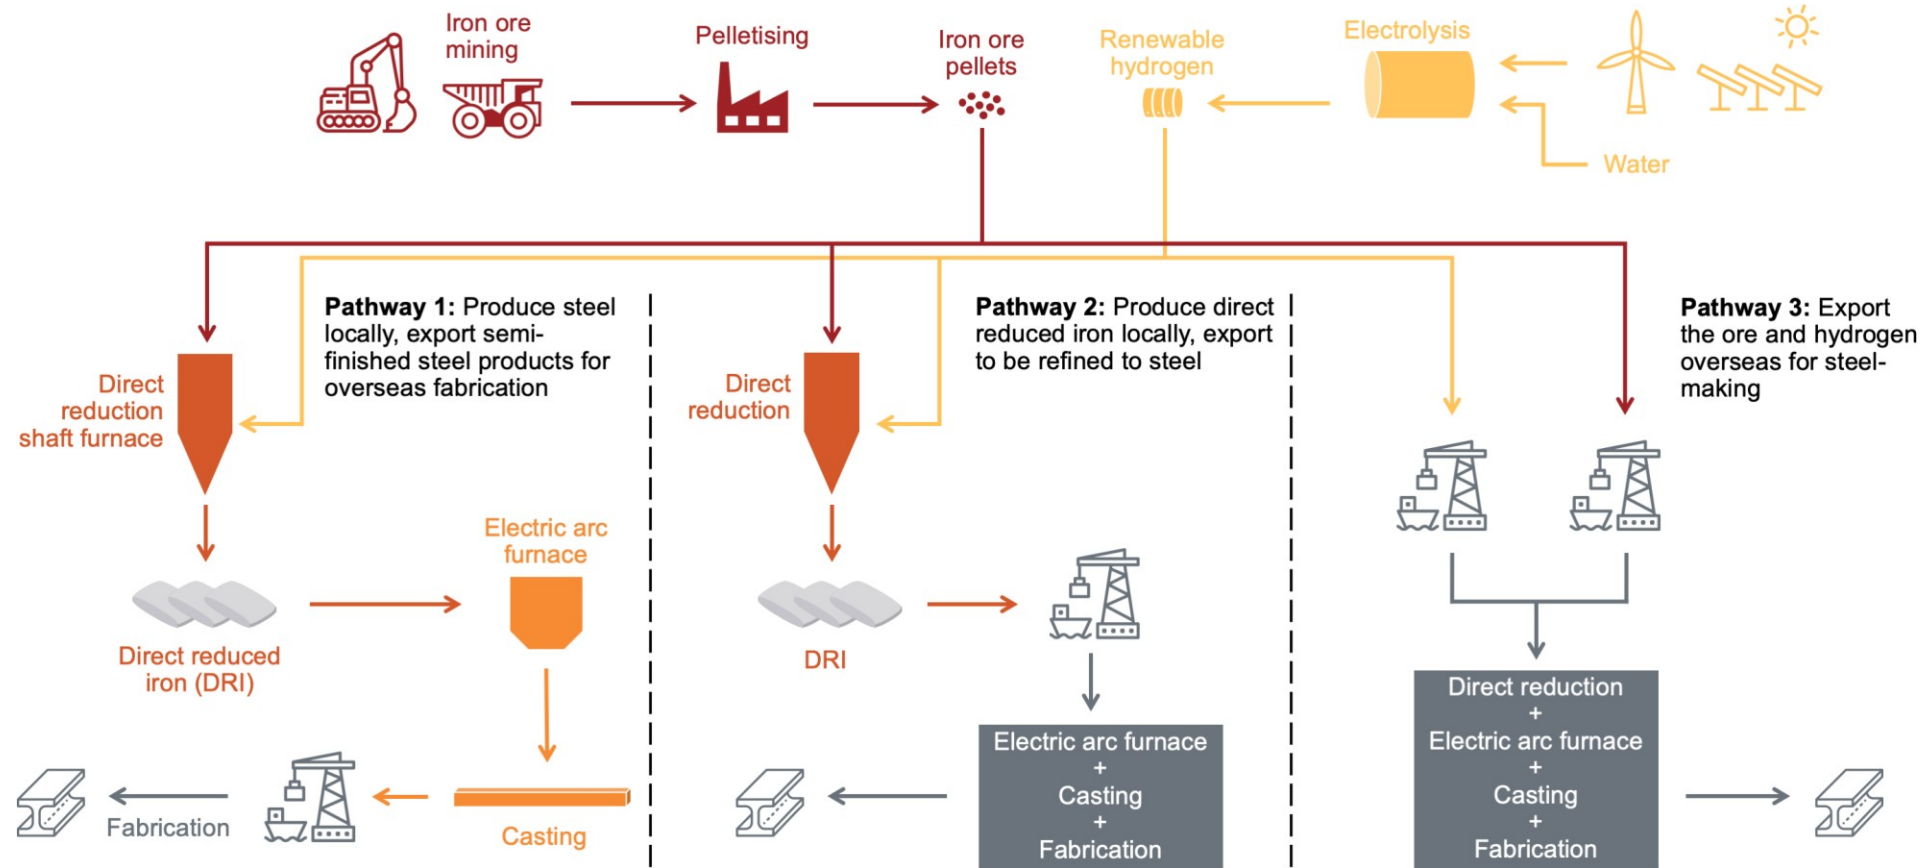 Iron ore
mining
Pelletising
Iron ore
pellets
Renewable
hydrogen
Electrolysis
Water
Pathway 1: Produce steel
locally, export semi-
finished steel products for
overseas fabrication
Direct
reduction
shaft furnace
Electric arc
furnace
Direct reduced
iron (DRI)
Casting
Fabrication
Pathway 2: Produce direct
reduced iron locally, export
to be refined to steel
Direct
reduction
DRI
Electric arc furnace
+
Casting
+
Fabrication
Pathway 3: Export
the ore and hydrogen
overseas for steel-
making
Direct reduction
+
Electric arc furnace
+
Casting
+
Fabrication